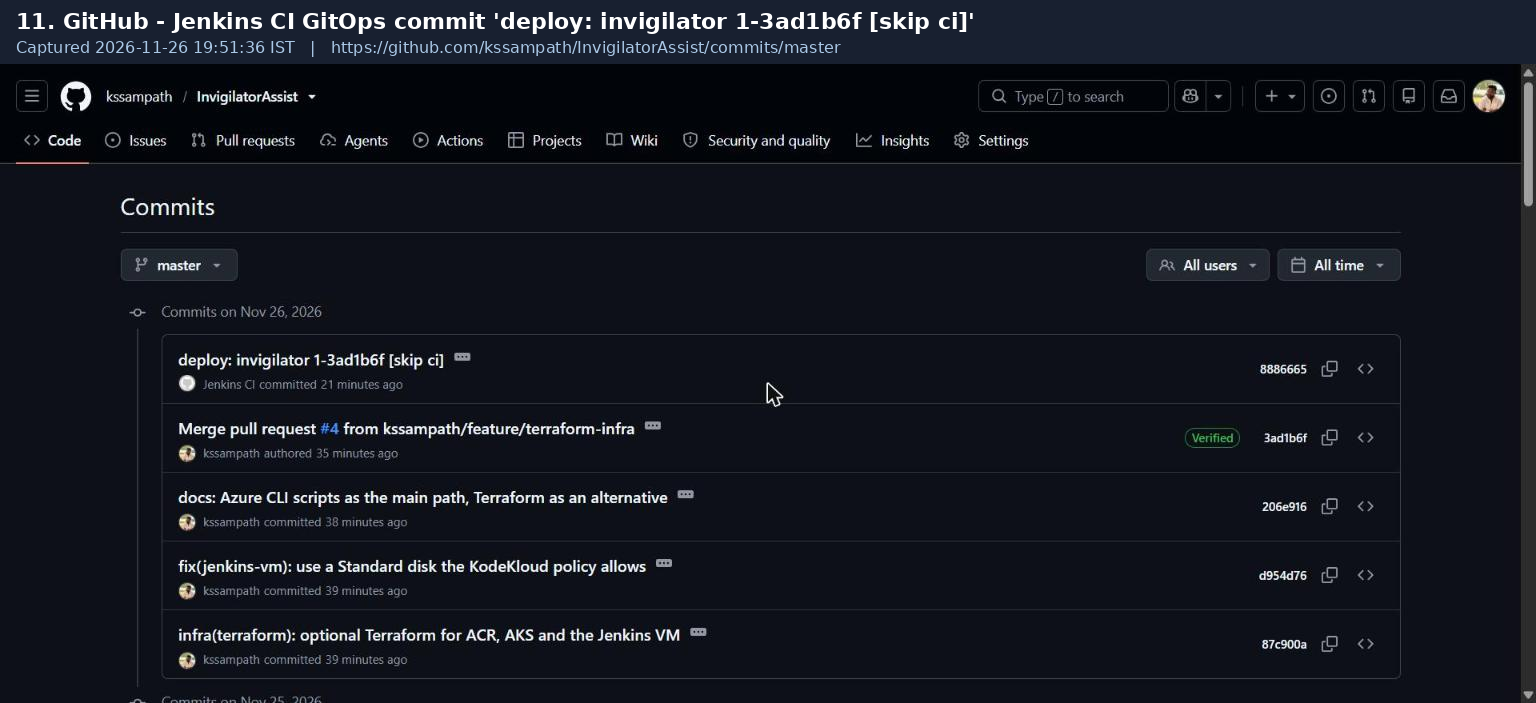 11. GitHub - Jenkins CI GitOps commit 'deploy: invigilator 1-3ad1b6f [skip ci]'
Captured 2026-11-26 19:51:36 IST | https://github.com/kssampath/InvigilatorAssist/commits/master
kssampath / InvigilatorAssist
Type / to search
Code Issues Pull requests Agents Actions Projects Wiki Security and quality Insights Settings
Commits
master
All users All time
Commits on Nov 26, 2026
deploy: invigilator 1-3ad1b6f [skip ci]
Jenkins CI committed 21 minutes ago
8886665
Merge pull request #4 from kssampath/feature/terraform-infra
kssampath authored 35 minutes ago
Verified 3ad1b6f
docs: Azure CLI scripts as the main path, Terraform as an alternative
kssampath committed 38 minutes ago
206e916
fix(jenkins-vm): use a Standard disk the KodeKloud policy allows
kssampath committed 39 minutes ago
d954d76
infra(terraform): optional Terraform for ACR, AKS and the Jenkins VM
kssampath committed 39 minutes ago
87c900a
Commits on Nov 25, 2026